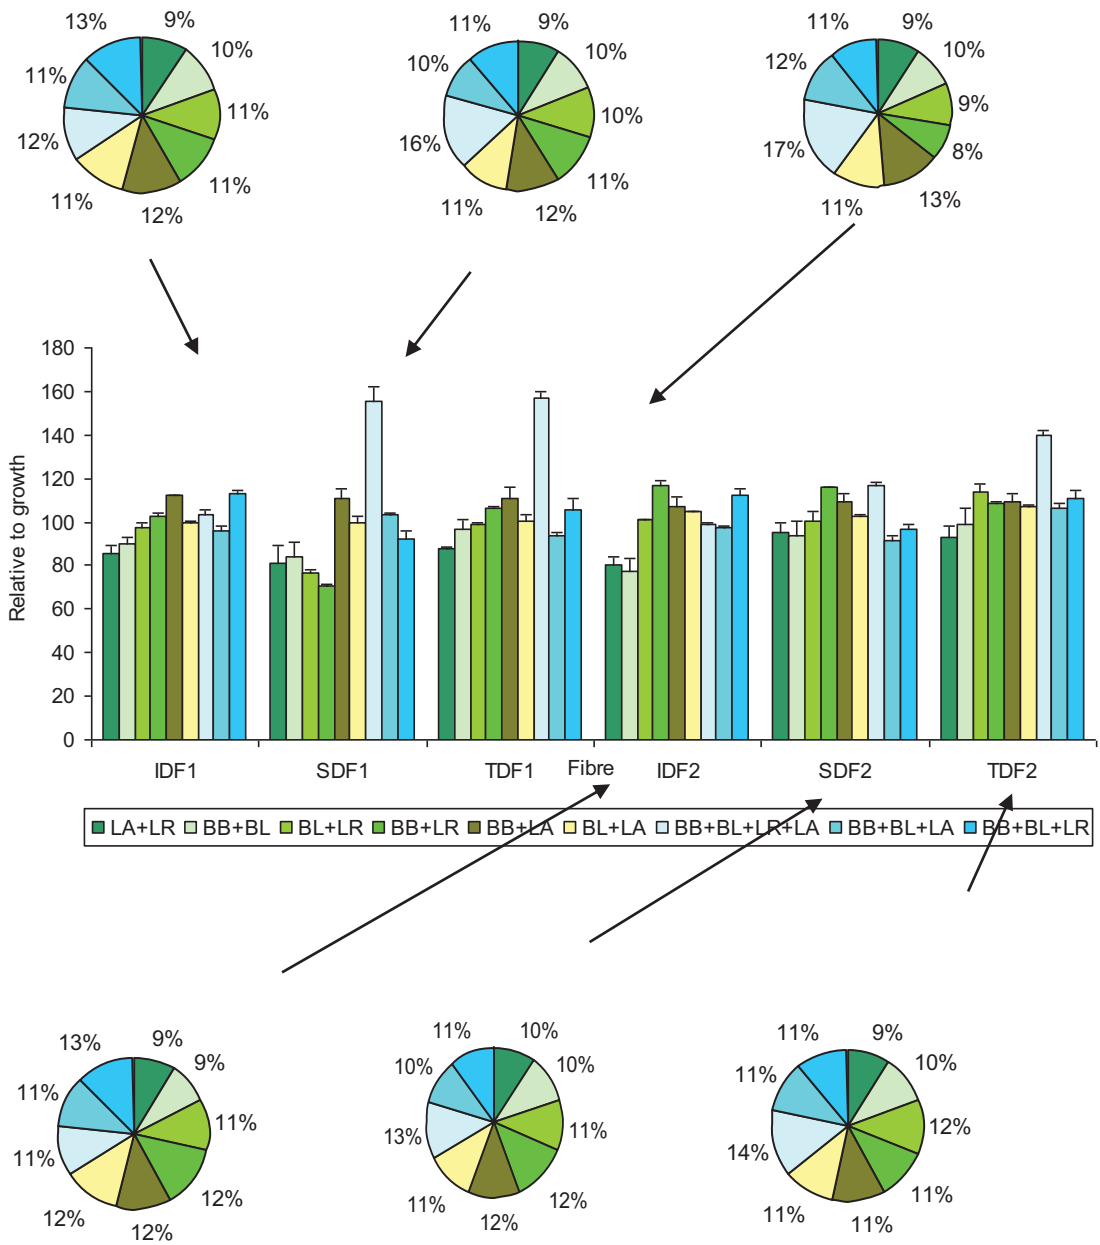 13% 9% 10% 11% 11% 12% 11% 12% 11%
11% 9% 10% 10% 11% 12% 11% 16% 10%
11% 9% 10% 9% 8% 13% 11% 17% 12%
Relative to growth
180
160
140
120
100
80
60
40
20
0
IDF1 SDF1 TDF1 Fibre IDF2 SDF2 TDF2
LA+LR BB+BL BL+LR BB+LR BB+LA BL+LA BB+BL+LR+LA BB+BL+LA BB+BL+LR
13% 9% 9% 11% 12% 12% 12% 11% 11%
11% 10% 10% 11% 12% 12% 11% 13% 10%
11% 9% 10% 12% 11% 11% 11% 14% 11%